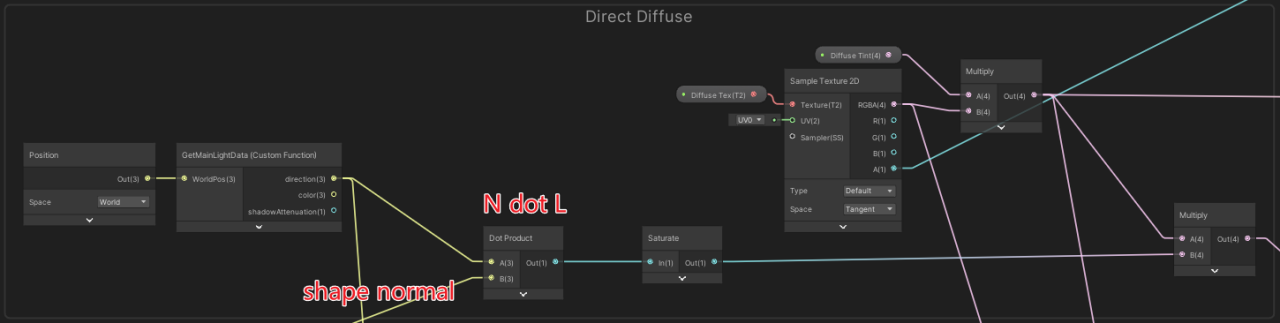 Direct Diffuse
Diffuse Tint(4)
Multiply
A(4) Out(4)
B(4)
Sample Texture 2D
Diffuse Tex(T2)
Texture(T2) RGBA(4)
UV0
UV(2) R(1)
Sampler(SS) G(1)
B(1)
A(1)
Type Default
Space Tangent
Position
Out(3)
Space World
GetMainLightData (Custom Function)
WorldPos(3) direction(3)
color(3)
shadowAttenuation(1)
N dot L
Dot Product
A(3) Out(1)
B(3)
shape normal
Saturate
In(1) Out(1)
Multiply
A(4) Out(4)
B(4)